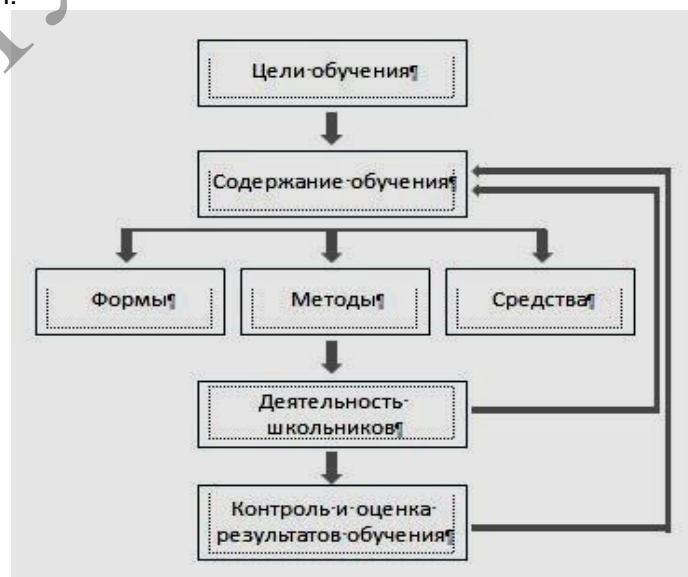 Цели·обучения¶
Содержание·обучения¶
Формы¶
Методы¶
Средства¶
Деятельность·
школьников¶
Контроль·и·оценка·
результатов·обучения¶